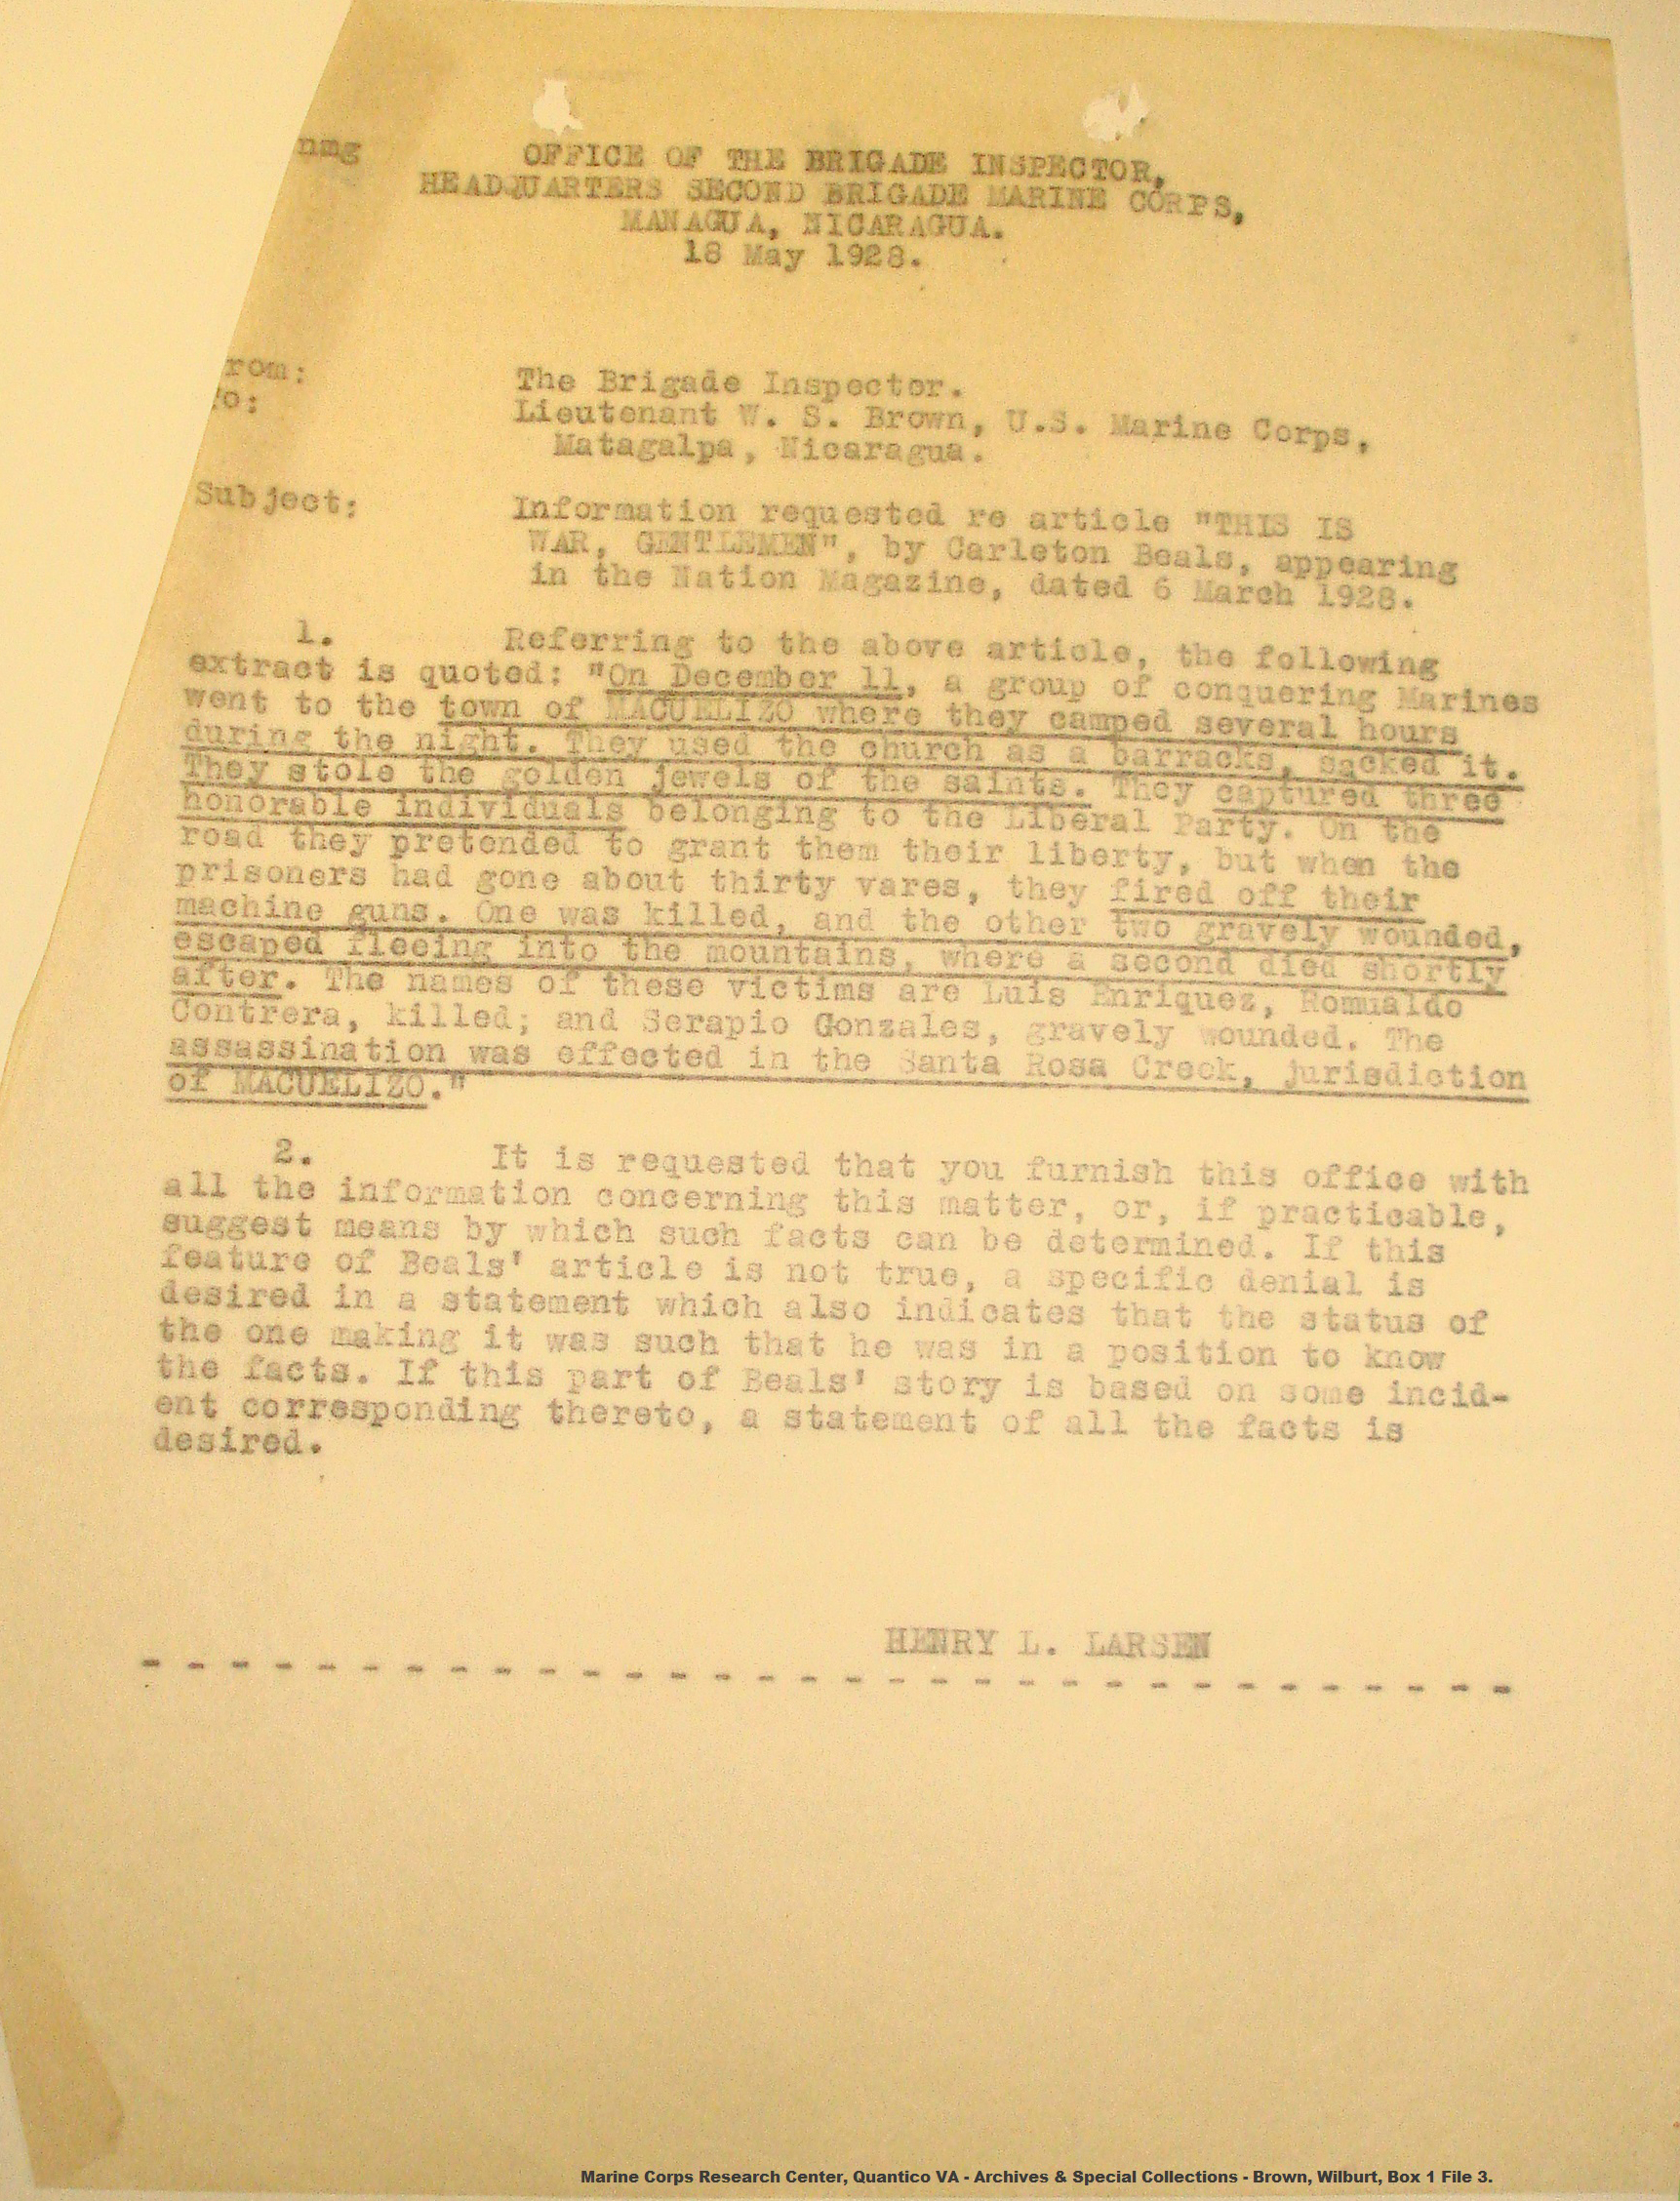 nmg
OFFICE OF THE BRIGADE INSPECTOR,
HEADQUARTERS SECOND BRIGADE MARINE CORPS,
MANAGUA, NICARAGUA.
18 May 1928.
rom: The Brigade Inspector.
o: Lieutenant W. S. Brown, U.S. Marine Corps,
Matagalpa, Nicaragua.
Subject: Information requested re article "THIS IS
WAR, GENTLEMEN", by Carleton Beals, appearing
in the Nation Magazine, dated 6 March 1928.
1. Referring to the above article, the following
extract is quoted: "On December 11, a group of conquering Marines
went to the town of MACUELIZO where they camped several hours
during the night. They used the church as a barracks, sacked it.
They stole the golden jewels of the saints. They captured three
honorable individuals belonging to the Liberal Party. On the
road they pretended to grant them their liberty, but when the
prisoners had gone about thirty vares, they fired off their
machine guns. One was killed, and the other two gravely wounded,
escaped fleeing into the mountains, where a second died shortly
after. The names of these victims are Luis Enriquez, Romualdo
Contrera, killed; and Serapio Gonzales, gravely wounded. The
assassination was effected in the Santa Rosa Creek, jurisdiction
of MACUELIZO."
2. It is requested that you furnish this office with
all the information concerning this matter, or, if practicable,
suggest means by which such facts can be determined. If this
feature of Beals' article is not true, a specific denial is
desired in a statement which also indicates that the status of
the one making it was such that he was in a position to know
the facts. If this part of Beals' story is based on some incid-
ent corresponding thereto, a statement of all the facts is
desired.
HENRY L. LARSEN
- - - - - - - - - - - - - - - - - - - - - - - - - - - - - - - -
Marine Corps Research Center, Quantico VA - Archives & Special Collections - Brown, Wilburt, Box 1 File 3.